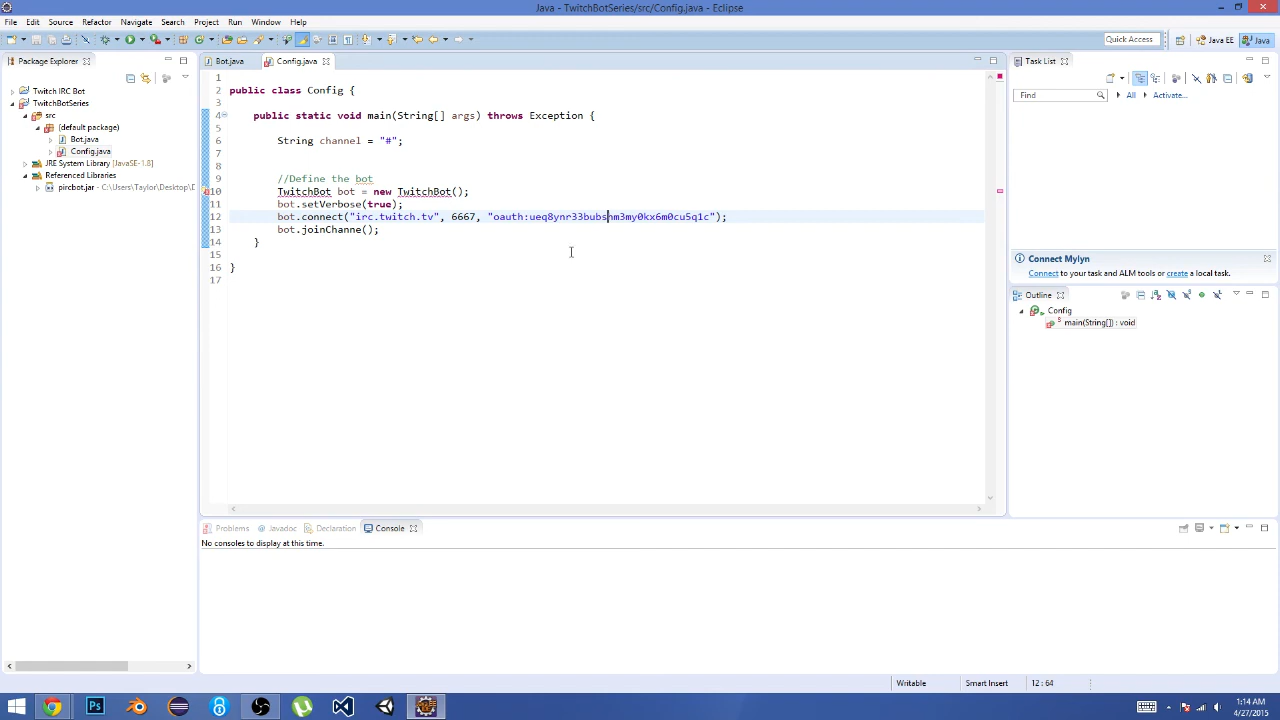 Java - TwitchBotSeries/src/Config.java - Eclipse
File Edit Source Refactor Navigate Search Project Run Window Help
Quick Access
Java EE
Java
Package Explorer
Twitch IRC Bot
TwitchBotSeries
src
(default package)
Bot.java
Config.java
JRE System Library [JavaSE-1.8]
Referenced Libraries
pircbot.jar - C:\Users\Taylor\Desktop\D
Bot.java
Config.java
1
2 public class Config {
3
4 public static void main(String[] args) throws Exception {
5
6 String channel = "#";
7
8
9 //Define the bot
10 TwitchBot bot = new TwitchBot();
11 bot.setVerbose(true);
12 bot.connect("irc.twitch.tv", 6667, "oauth:ueq8ynr33bubshm3my0kx6m0cu5q1c");
13 bot.joinChanne();
14 }
15
16 }
17
Task List
Find
All
Activate...
Connect Mylyn
Connect to your task and ALM tools or create a local task.
Outline
Config
main(String[]) : void
Problems
Javadoc
Declaration
Console
No consoles to display at this time.
Writable
Smart Insert
12 : 64
1:14 AM
4/27/2015